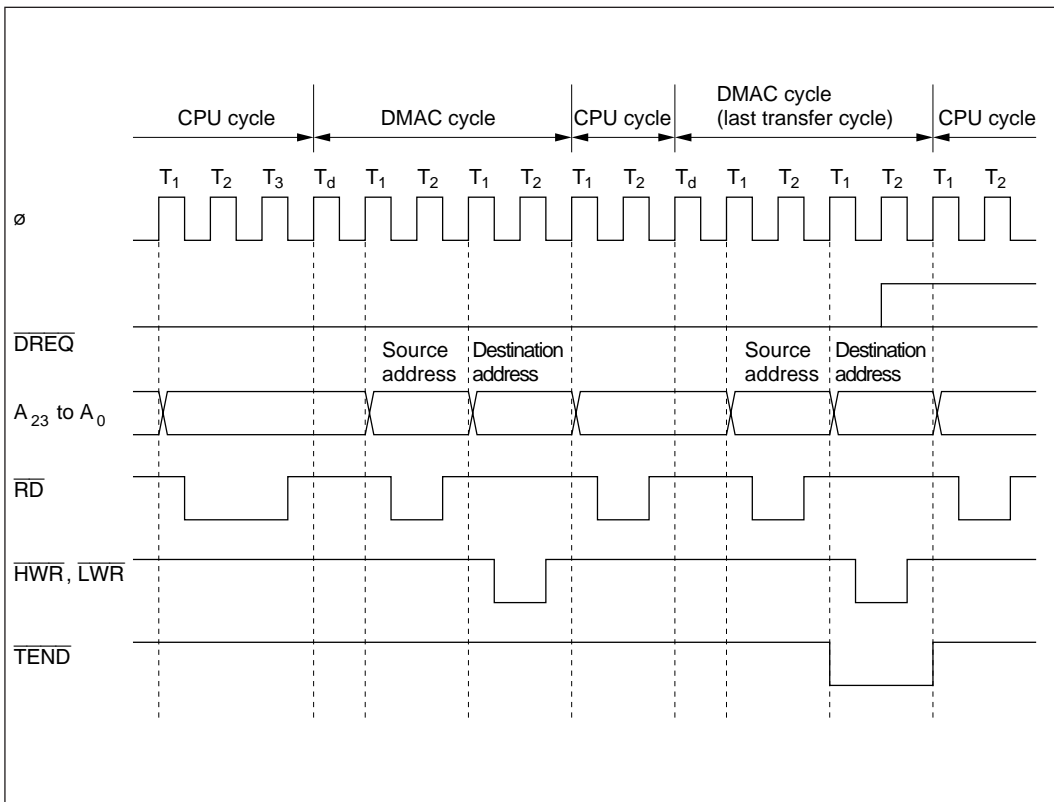 DMAC cycle
(last transfer cycle)
CPU cycle DMAC cycle CPU cycle CPU cycle
T1 T2 T3 Td T1 T2 T1 T2 T1 T2 Td T1 T2 T1 T2 T1 T2
ø
DREQ
Source address
Destination address
Source address
Destination address
A23 to A0
RD
HWR, LWR
TEND